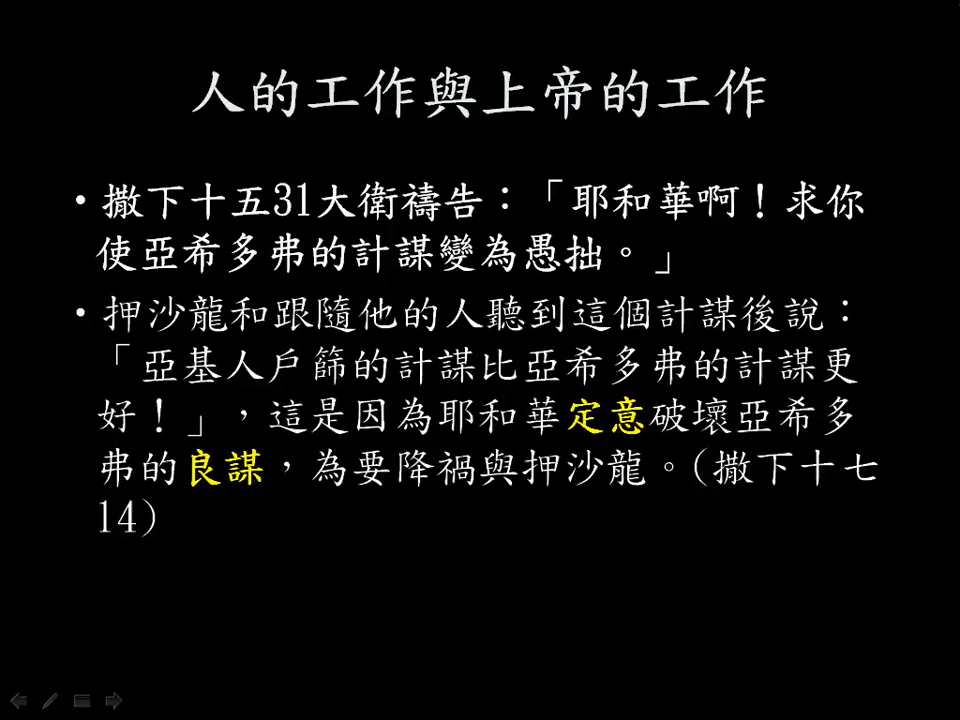 人的工作與上帝的工作
•撒下十五31大衛禱告：「耶和華啊！求你
使亞希多弗的計謀變為愚拙。」
•押沙龍和跟隨他的人聽到這個計謀後說：
「亞基人戶篩的計謀比亞希多弗的計謀更
好！」，這是因為耶和華定意破壞亞希多
弗的良謀，為要降禍與押沙龍。(撒下十七
14)